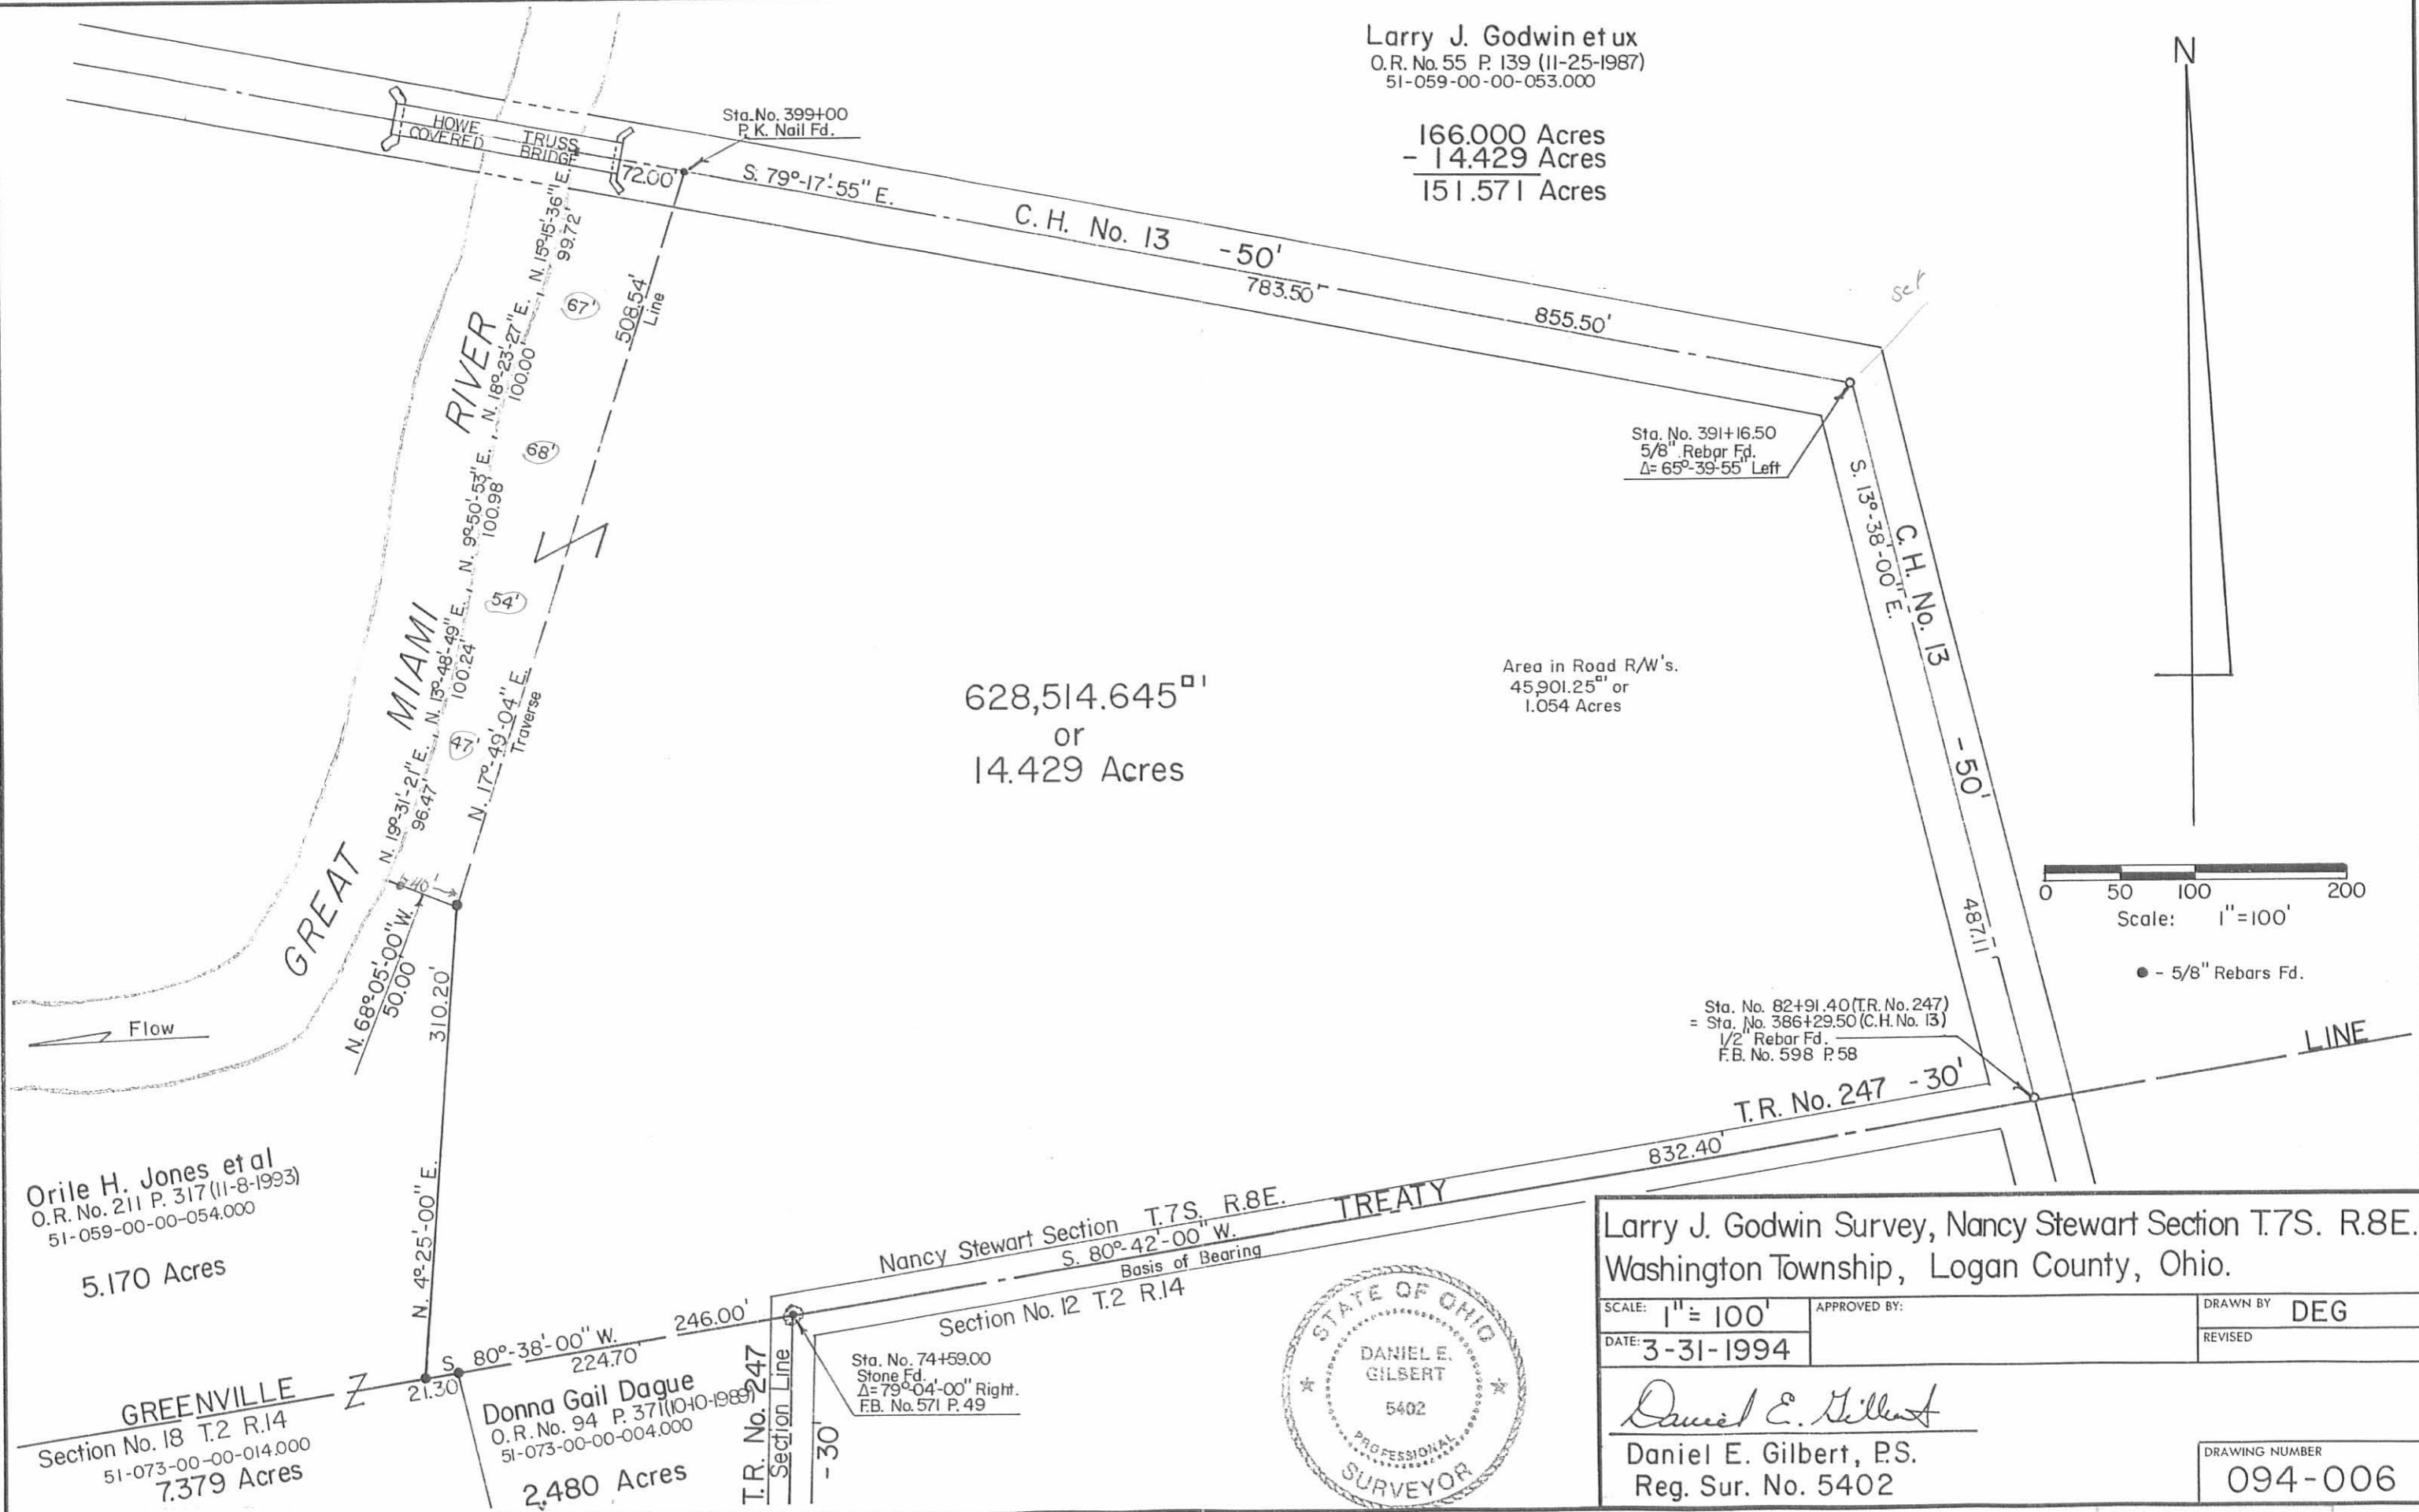 Larry J. Godwin et ux
O.R. No. 55 P. 139 (11-25-1987)
51-059-00-00-053.000
166.000 Acres
- 14.429 Acres
151.571 Acres
N
HOWE TRUSS
COVERED BRIDGE
72.00'
Sta. No. 399+00
P. K. Nail Fd.
S. 79°-17'-55" E.
C. H. No. 13 -50'
783.50'
855.50'
set
Sta. No. 391+16.50
5/8" Rebar Fd.
Δ= 65°-39-55" Left
S. 13°-38'-00" E.
C. H. No. 13 -50'
487.11'
N. 15°-15'-36" E.
99.72'
67'
N. 18°-23'-27" E.
100.00'
68'
N. 9°-50'-53" E.
100.98'
54'
N. 13°-48'-49" E.
100.24'
47'
N. 19°-31'-21" E.
96.47'
508.54'
Line
N. 17°-49'-04" E.
Traverse
GREAT MIAMI RIVER
40'
N. 68°-05'-00" W.
50.00'
310.20'
N. 4°-25'-00" E.
Flow
628,514.645□'
or
14.429 Acres
Area in Road R/W's.
45,901.25□' or
1.054 Acres
0 50 100 200
Scale: 1"=100'
● - 5/8" Rebars Fd.
Sta. No. 82+91.40 (T.R. No. 247)
= Sta. No. 386+29.50 (C.H. No. 13)
1/2" Rebar Fd.
F.B. No. 598 P. 58
LINE
T.R. No. 247 -30'
832.40'
TREATY
Nancy Stewart Section T.7S. R.8E.
S. 80°-42'-00" W.
Basis of Bearing
Section No. 12 T.2 R.14
Orile H. Jones et al
O.R. No. 211 P. 317 (11-8-1993)
51-059-00-00-054.000
5.170 Acres
S. 80°-38'-00" W.
246.00'
224.70'
21.30'
GREENVILLE
Section No. 18 T.2 R.14
51-073-00-00-014.000
7.379 Acres
Donna Gail Dague
O.R. No. 94 P. 371 (10-10-1989)
51-073-00-00-004.000
2.480 Acres
T.R. No. 247
Section Line
-30'
Sta. No. 74+59.00
Stone Fd.
Δ= 79°-04'-00" Right.
F.B. No. 571 P. 49
STATE OF OHIO
DANIEL E.
GILBERT
5402
PROFESSIONAL
SURVEYOR
Larry J. Godwin Survey, Nancy Stewart Section T.7S. R.8E.
Washington Township, Logan County, Ohio.
SCALE: 1" = 100'
APPROVED BY:
DRAWN BY DEG
DATE: 3-31-1994
REVISED
Daniel E. Gilbert
Daniel E. Gilbert, P.S.
Reg. Sur. No. 5402
DRAWING NUMBER
094-006